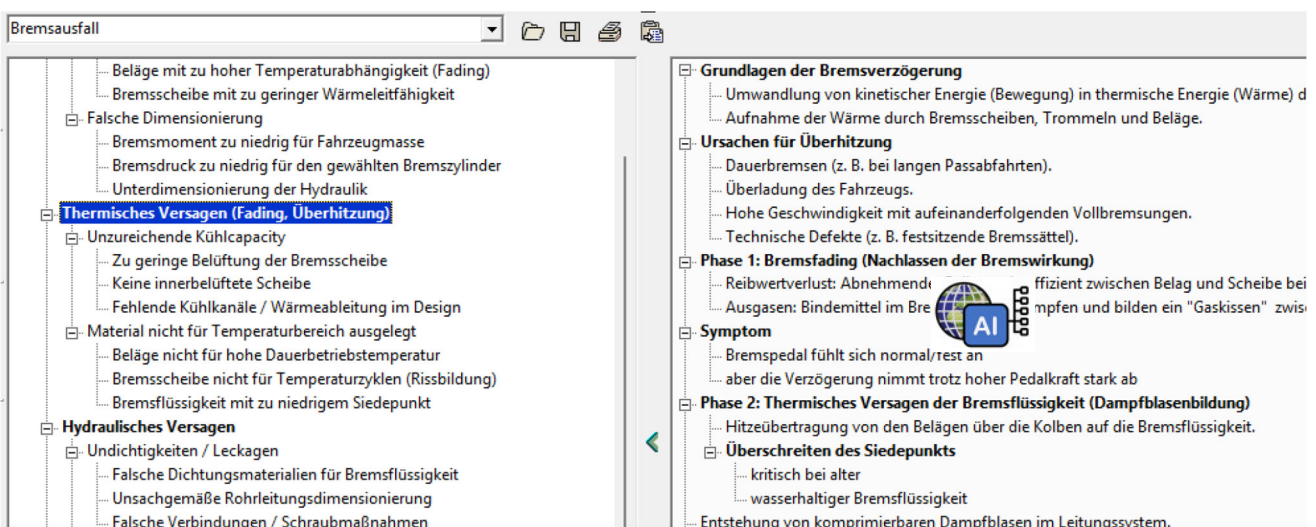 Bremsausfall
Beläge mit zu hoher Temperaturabhängigkeit (Fading)
Bremsscheibe mit zu geringer Wärmeleitfähigkeit
Falsche Dimensionierung
Bremsmoment zu niedrig für Fahrzeugmasse
Bremsdruck zu niedrig für den gewählten Bremszylinder
Unterdimensionierung der Hydraulik
Thermisches Versagen (Fading, Überhitzung)
Unzureichende Kühlcapacity
Zu geringe Belüftung der Bremsscheibe
Keine innerbelüftete Scheibe
Fehlende Kühlkanäle / Wärmeableitung im Design
Material nicht für Temperaturbereich ausgelegt
Beläge nicht für hohe Dauerbetriebstemperatur
Bremsscheibe nicht für Temperaturzyklen (Rissbildung)
Bremsflüssigkeit mit zu niedrigem Siedepunkt
Hydraulisches Versagen
Undichtigkeiten / Leckagen
Falsche Dichtungsmaterialien für Bremsflüssigkeit
Unsachgemäße Rohrleitungsdimensionierung
Falsche Verbindungen / Schraubmaßnahmen
Grundlagen der Bremsverzögerung
Umwandlung von kinetischer Energie (Bewegung) in thermische Energie (Wärme) d
Aufnahme der Wärme durch Bremsscheiben, Trommeln und Beläge.
Ursachen für Überhitzung
Dauerbremsen (z. B. bei langen Passabfahrten).
Überladung des Fahrzeugs.
Hohe Geschwindigkeit mit aufeinanderfolgenden Vollbremsungen.
Technische Defekte (z. B. festsitzende Bremssättel).
Phase 1: Bremsfading (Nachlassen der Bremswirkung)
Reibwertverlust: Abnehmende ffizient zwischen Belag und Scheibe bei
Ausgasen: Bindemittel im Bre mpfen und bilden ein "Gaskissen" zwis
AI
Symptom
Bremspedal fühlt sich normal/fest an
aber die Verzögerung nimmt trotz hoher Pedalkraft stark ab
Phase 2: Thermisches Versagen der Bremsflüssigkeit (Dampfblasenbildung)
Hitzeübertragung von den Belägen über die Kolben auf die Bremsflüssigkeit.
Überschreiten des Siedepunkts
kritisch bei alter
wasserhaltiger Bremsflüssigkeit
Entstehung von komprimierbaren Dampfblasen im Leitungssystem.